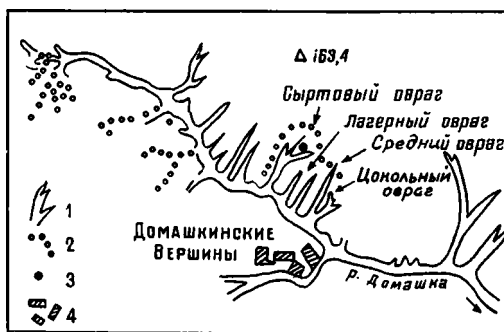 Δ 163,4
Сыртовый овраг
Лагерный овраг
Средний овраг
Цокольный
овраг
Домашкинские
Вершины
р. Домашка
1
2
3
4